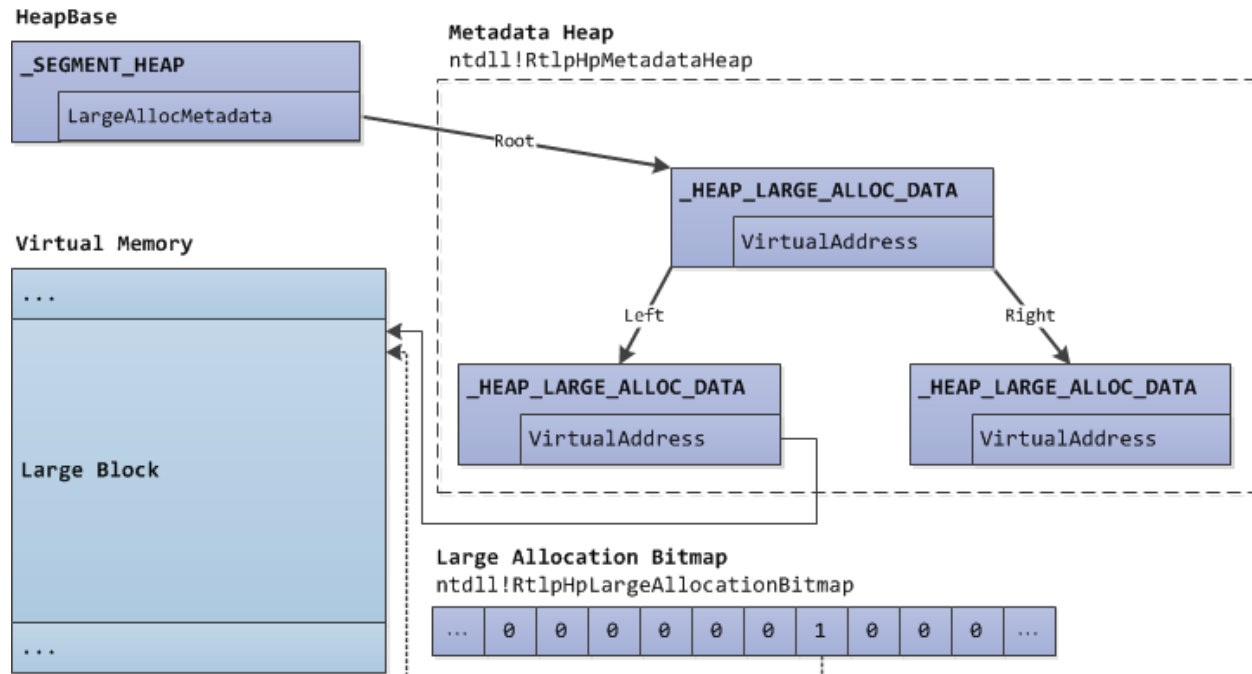 HeapBase
_SEGMENT_HEAP
LargeAllocMetadata
Metadata Heap
ntdll!RtlpHpMetadataHeap
Root
_HEAP_LARGE_ALLOC_DATA
VirtualAddress
Left
Right
_HEAP_LARGE_ALLOC_DATA
VirtualAddress
_HEAP_LARGE_ALLOC_DATA
VirtualAddress
Virtual Memory
...
Large Block
...
Large Allocation Bitmap
ntdll!RtlpHpLargeAllocationBitmap
... 0 0 0 0 0 0 1 0 0 0 ...